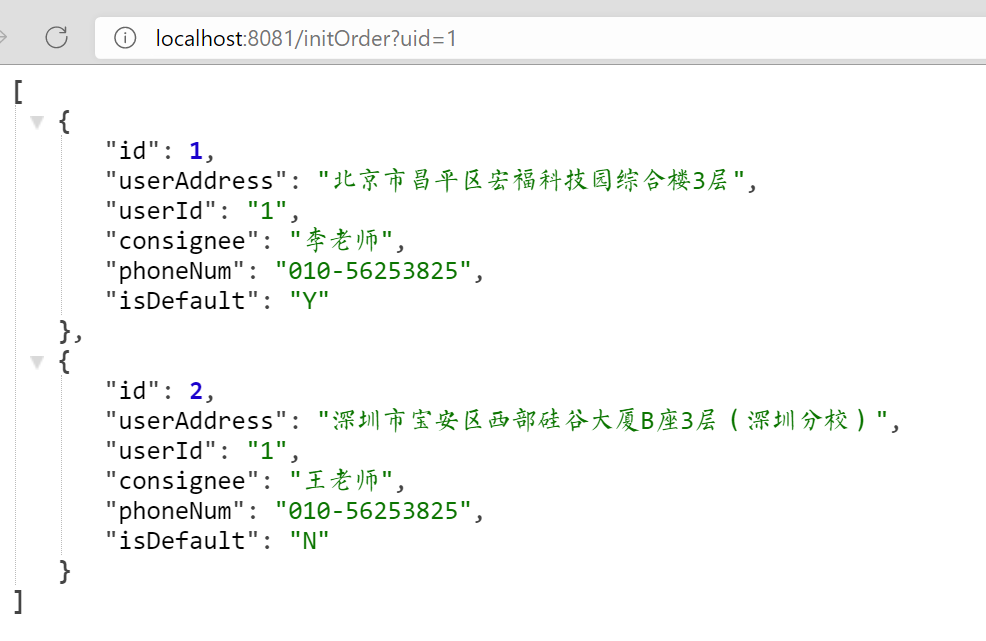 localhost:8081/initOrder?uid=1
[
{
"id": 1,
"userAddress": "北京市昌平区宏福科技园综合楼3层",
"userId": "1",
"consignee": "李老师",
"phoneNum": "010-56253825",
"isDefault": "Y"
},
{
"id": 2,
"userAddress": "深圳市宝安区西部硅谷大厦B座3层（深圳分校）",
"userId": "1",
"consignee": "王老师",
"phoneNum": "010-56253825",
"isDefault": "N"
}
]